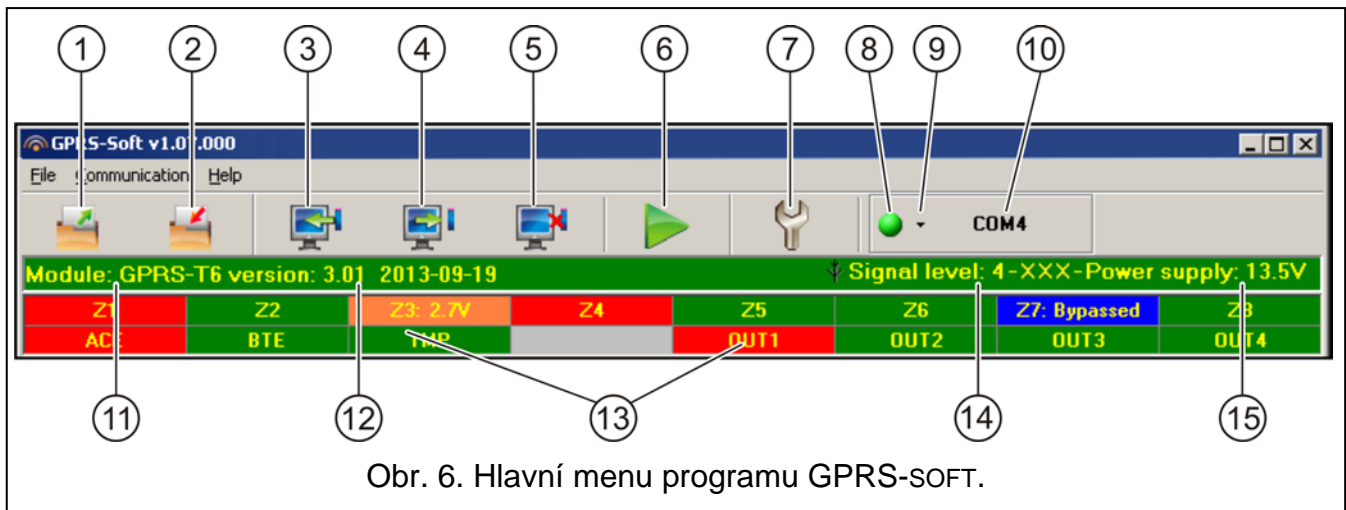 1 2 3 4 5 6 7 8 9 10
GPRS-Soft v1.07.000
File Communication Help
COM4
Module: GPRS-T6 version: 3.01 2013-09-19 Signal level: 4-XXX-Power supply: 13.5V
Z1 Z2 Z3: 2.7V Z4 Z5 Z6 Z7: Bypassed Z8
ACE BTE TMP OUT1 OUT2 OUT3 OUT4
11 12 13 14 15
Obr. 6. Hlavní menu programu GPRS-SOFT.